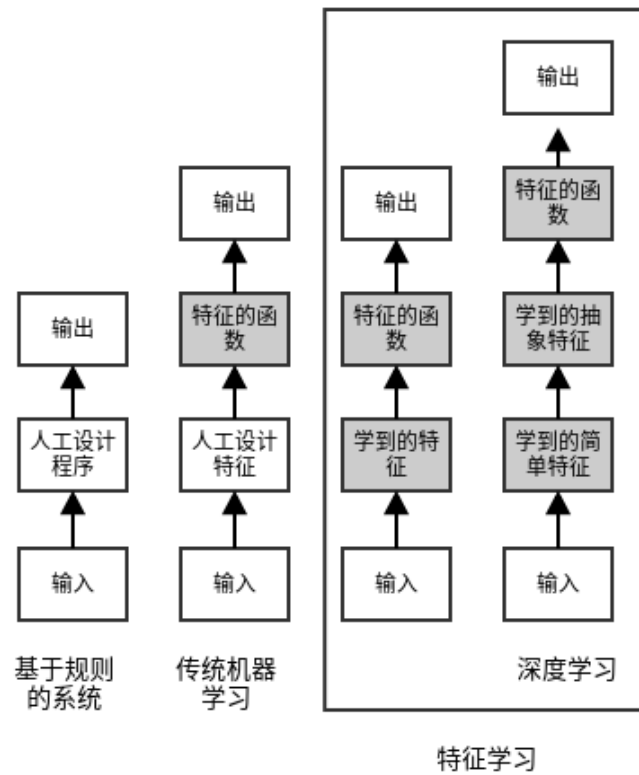 输出
输出
输出
特征的函
数
输出
特征的函
数
特征的函
数
学到的抽
象特征
输出
人工设计
程序
人工设计
特征
学到的特
征
学到的简
单特征
输入
输入
输入
输入
基于规则
的系统
传统机器
学习
深度学习
特征学习